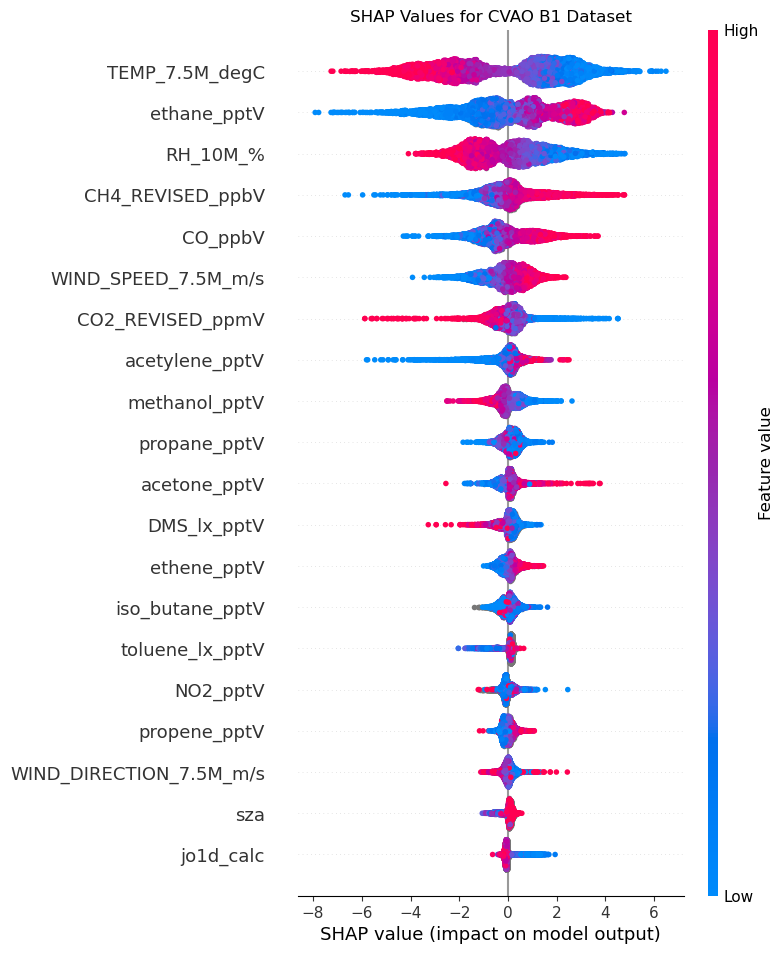 SHAP Values for CVAO B1 Dataset
High
TEMP_7.5M_degC
ethane_pptV
RH_10M_%
CH4_REVISED_ppbV
CO_ppbV
WIND_SPEED_7.5M_m/s
CO2_REVISED_ppmV
acetylene_pptV
methanol_pptV
propane_pptV
acetone_pptV
DMS_lx_pptV
ethene_pptV
iso_butane_pptV
toluene_lx_pptV
NO2_pptV
propene_pptV
WIND_DIRECTION_7.5M_m/s
sza
jo1d_calc
Feature value
Low
−8 −6 −4 −2 0 2 4 6
SHAP value (impact on model output)